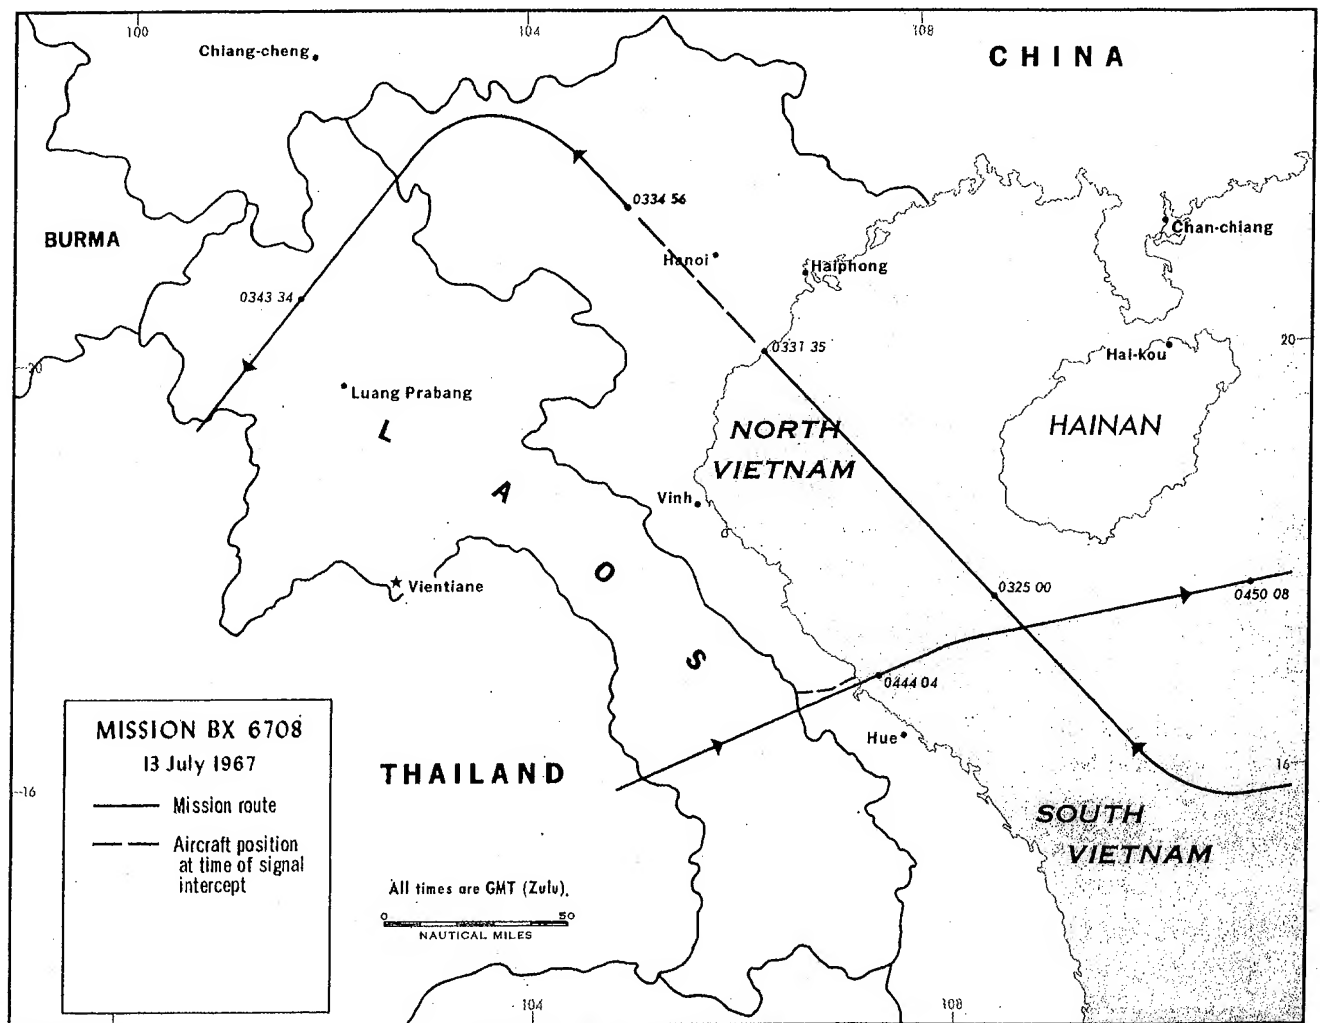 100
104
108
Chiang-cheng
CHINA
0334 56
BURMA
Hanoi
Haiphong
Chan-chiang
0343 34
0331 35
20
20
Hai-kou
Luang Prabang
L
NORTH
VIETNAM
HAINAN
A
Vinh
O
Vientiane
0325 00
0450 08
S
0444 04
Hue
16
16
THAILAND
SOUTH
VIETNAM
MISSION BX 6708
13 July 1967
Mission route
Aircraft position
at time of signal
intercept
All times are GMT (Zulu).
0 50
NAUTICAL MILES
104
108